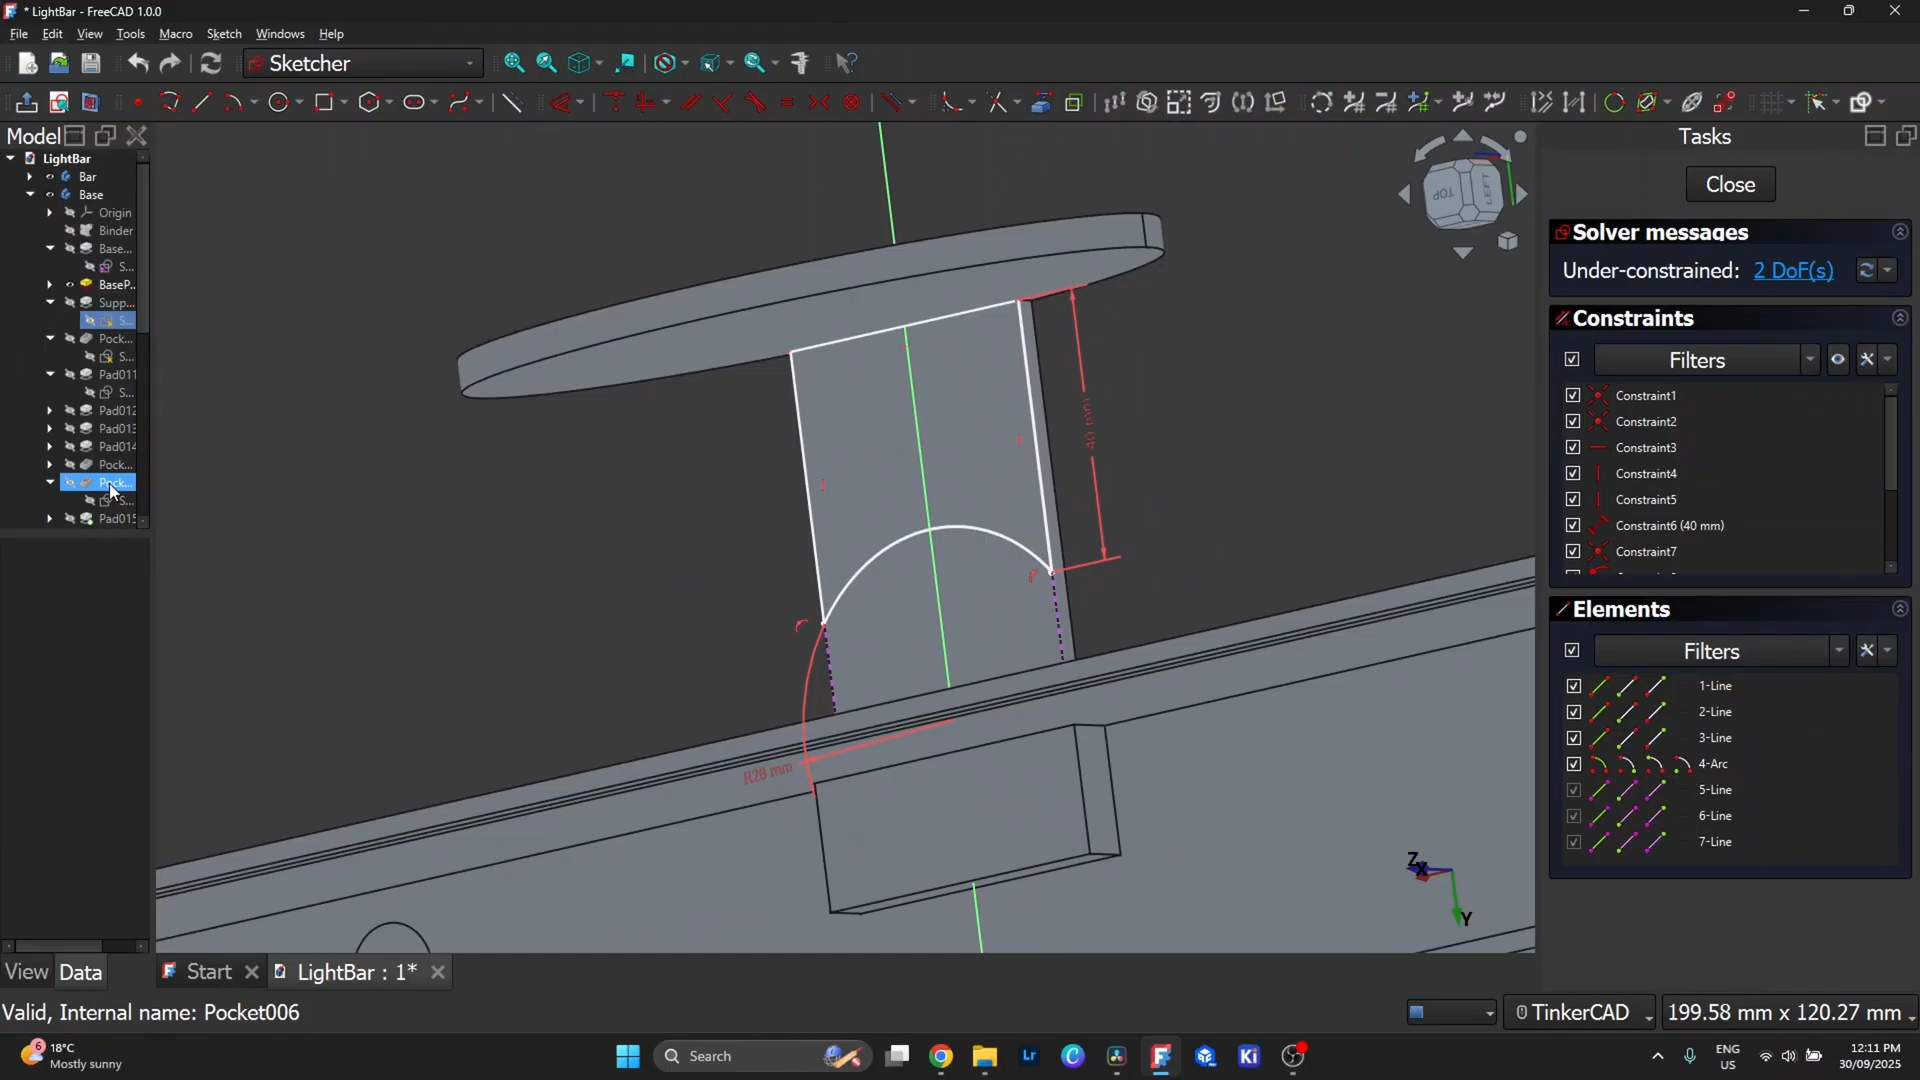 * LightBar - FreeCAD 1.0.0
File Edit View Tools Macro Sketch Windows Help
Sketcher
Model
LightBar
Bar
Base
Origin
Binder
Base...
S...
BaseP...
Supp...
S...
Pock...
S...
Pad011
S...
Pad012
Pad013
Pad014
Pock...
Pock...
S...
Pad015
View Data
TOP
LEFT
40 mm
R28 mm
Z
X
Y
Tasks
Close
Solver messages
Under-constrained: 2 DoF(s)
Constraints
Filters
Constraint1
Constraint2
Constraint3
Constraint4
Constraint5
Constraint6 (40 mm)
Constraint7
Elements
Filters
1-Line
2-Line
3-Line
4-Arc
5-Line
6-Line
7-Line
Start
LightBar : 1*
Valid, Internal name: Pocket006
TinkerCAD
199.58 mm x 120.27 mm
6
18°C
Mostly sunny
Search
Lr
Ki
ENG
US
12:11 PM
30/09/2025